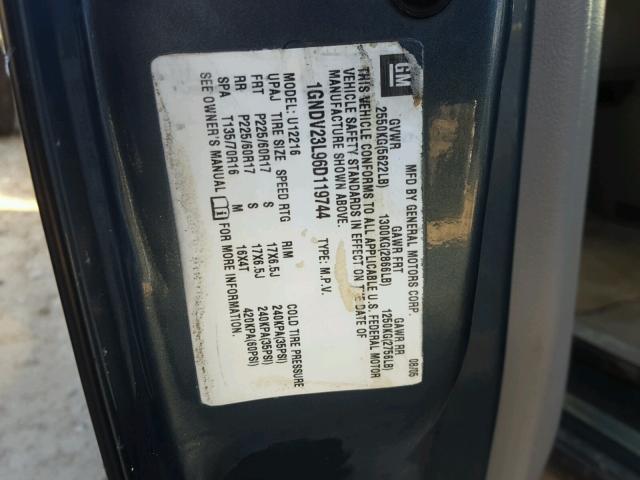 GM MFD BY GENERAL MOTORS CORP. 08/05
GVWR GAWR FRT GAWR RR
2550KG(5622LB) 1300KG(2866LB) 1250KG(2756LB)
THIS VEHICLE CONFORMS TO ALL APPLICABLE U.S. FEDERAL MOTOR
VEHICLE SAFETY STANDARDS IN EFFECT ON THE DATE OF
MANUFACTURE SHOWN ABOVE.
1GNDV23L96D119744 TYPE: M.P.V.
MODEL: U112216
UPAJ TIRE SIZE SPEED RTG RIM COLD TIRE PRESSURE
FRT P225/60R17 S 17X6.5J 240KPA(35PSI)
RR P225/60R17 S 17X6.5J 240KPA(35PSI)
SPA T135/70R16 M 16X4T 420KPA(60PSI)
SEE OWNER'S MANUAL FOR MORE INFORMATION.